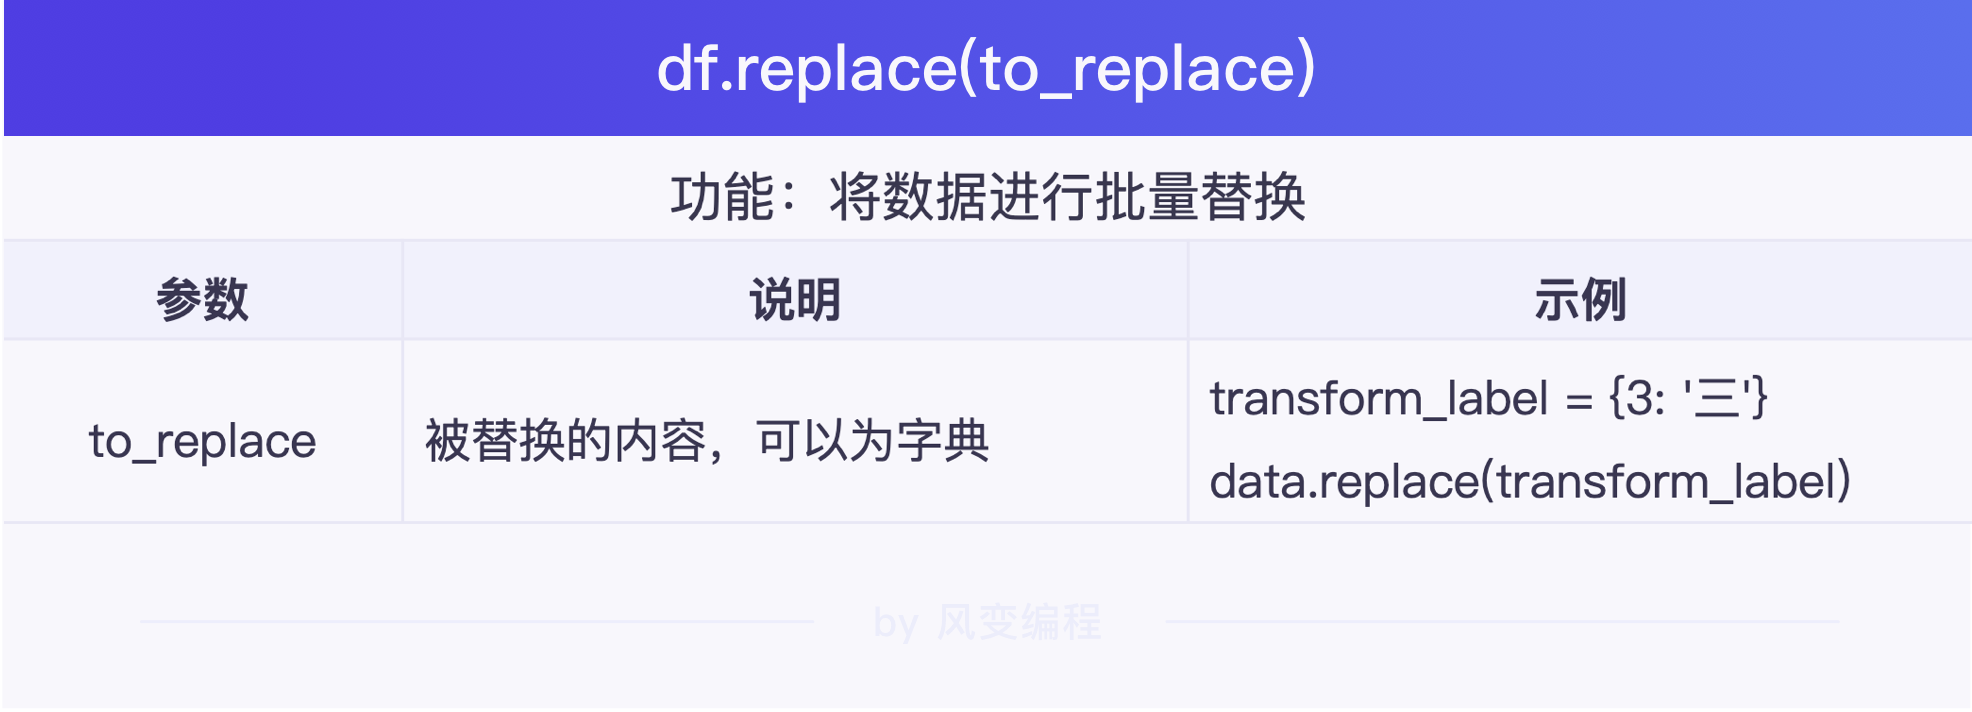 df.replace(to_replace)
功能：将数据进行批量替换
参数
说明
示例
to_replace
被替换的内容，可以为字典
transform_label = {3: '三'}
data.replace(transform_label)
by 风变编程